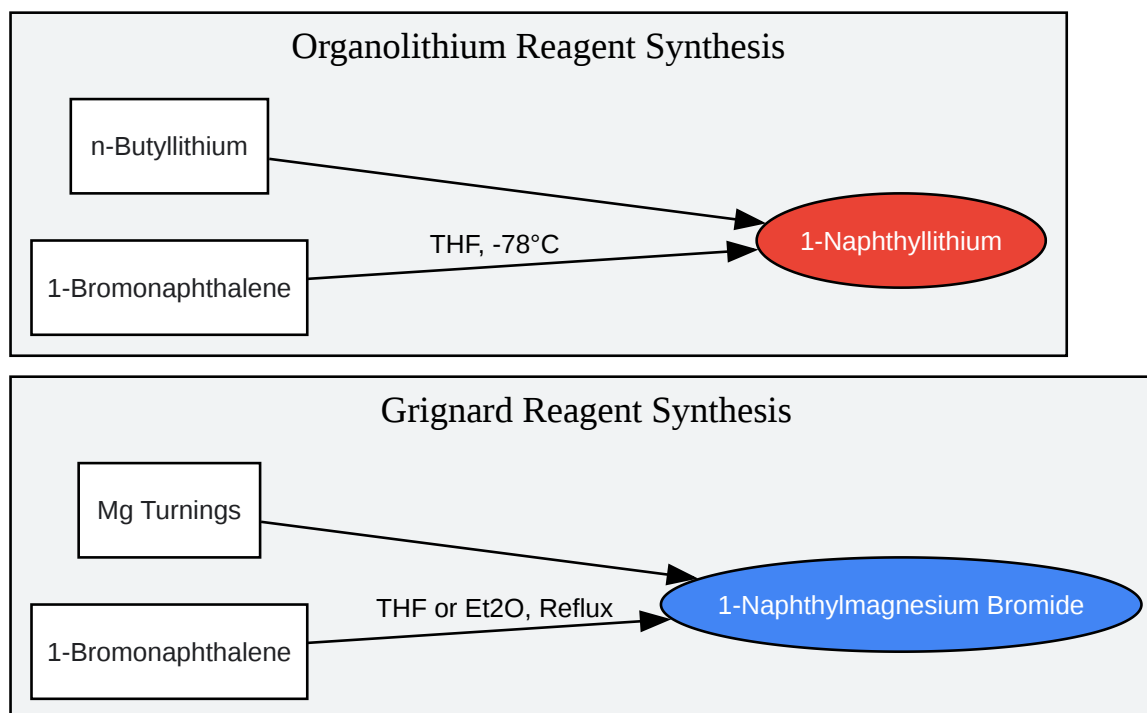 Organolithium Reagent Synthesis
n-Butyllithium
1-Bromonaphthalene
THF, -78°C
1-Naphthyllithium
Grignard Reagent Synthesis
Mg Turnings
1-Bromonaphthalene
THF or Et2O, Reflux
1-Naphthylmagnesium Bromide